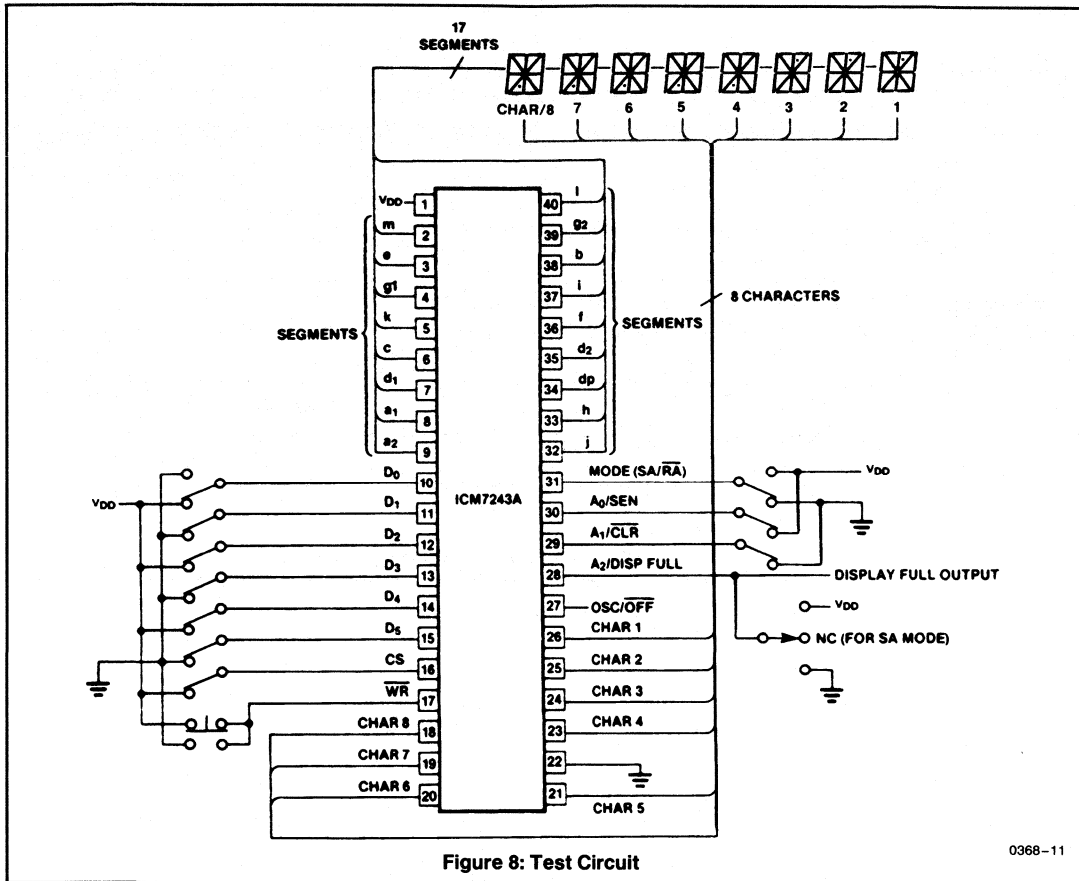 17
SEGMENTS
CHAR/8 7 6 5 4 3 2 1
VDD 1
m 2
e 3
g1 4
k 5
c 6
d1 7
a1 8
a2 9
SEGMENTS
D0 10
D1 11
D2 12
D3 13
D4 14
D5 15
CS 16
WR 17
CHAR 8 18
CHAR 7 19
CHAR 6 20
VDD
ICM7243A
40 l
39 g2
38 b
37 i
36 f
35 d2
34 dp
33 h
32 j
SEGMENTS
8 CHARACTERS
31 MODE (SA/RA)
30 A0/SEN
29 A1/CLR
28 A2/DISP FULL
27 OSC/OFF
26 CHAR 1
25 CHAR 2
24 CHAR 3
23 CHAR 4
22
21 CHAR 5
VDD
DISPLAY FULL OUTPUT
VDD
NC (FOR SA MODE)
Figure 8: Test Circuit
0368–11